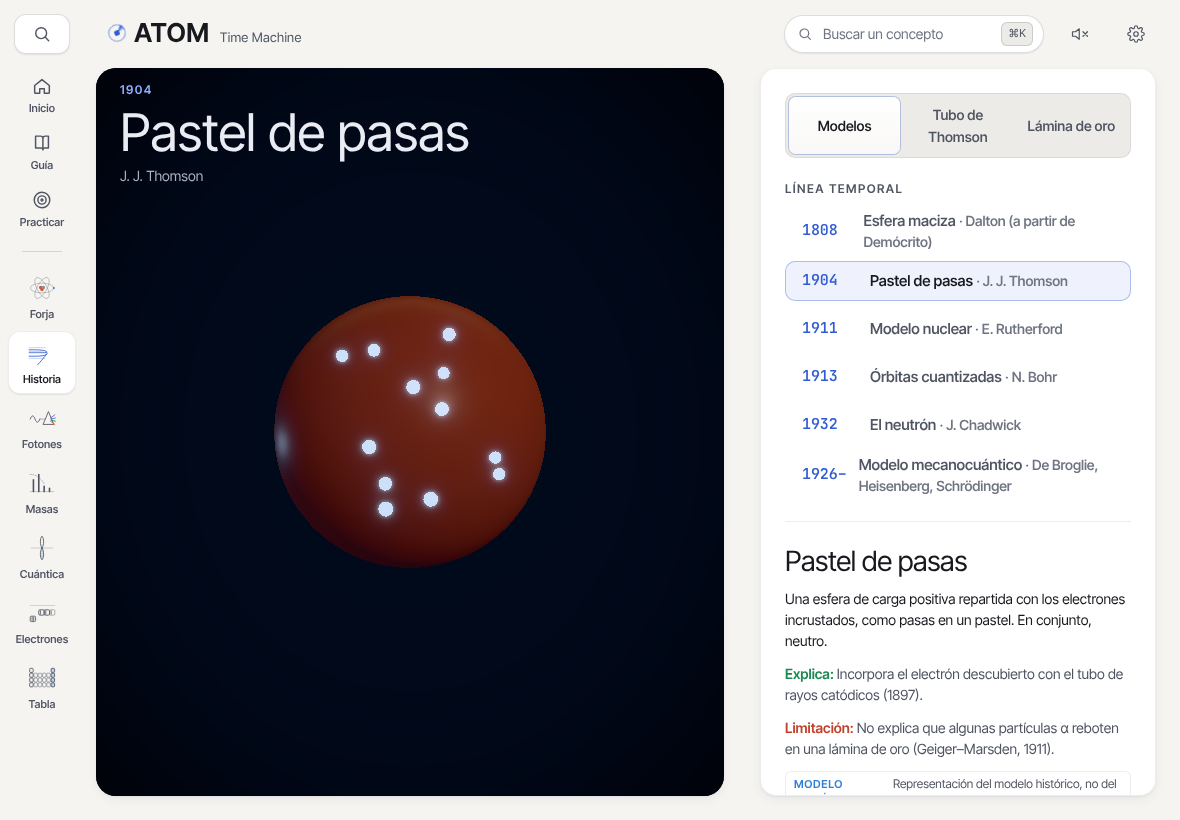 ATOM Time Machine
Buscar un concepto
⌘K
Inicio
Guía
Practicar
Forja
Historia
Fotones
Masas
Cuántica
Electrones
Tabla
1904
Pastel de pasas
J. J. Thomson
Modelos
Tubo de
Thomson
Lámina de oro
LÍNEA TEMPORAL
1808
Esfera maciza · Dalton (a partir de
Demócrito)
1904 Pastel de pasas · J. J. Thomson
1911 Modelo nuclear · E. Rutherford
1913 Órbitas cuantizadas · N. Bohr
1932 El neutrón · J. Chadwick
1926–
Modelo mecanocuántico · De Broglie,
Heisenberg, Schrödinger
Pastel de pasas
Una esfera de carga positiva repartida con los electrones
incrustados, como pasas en un pastel. En conjunto,
neutro.
Explica: Incorpora el electrón descubierto con el tubo de
rayos catódicos (1897).
Limitación: No explica que algunas partículas α reboten
en una lámina de oro (Geiger–Marsden, 1911).
MODELO
Representación del modelo histórico, no del